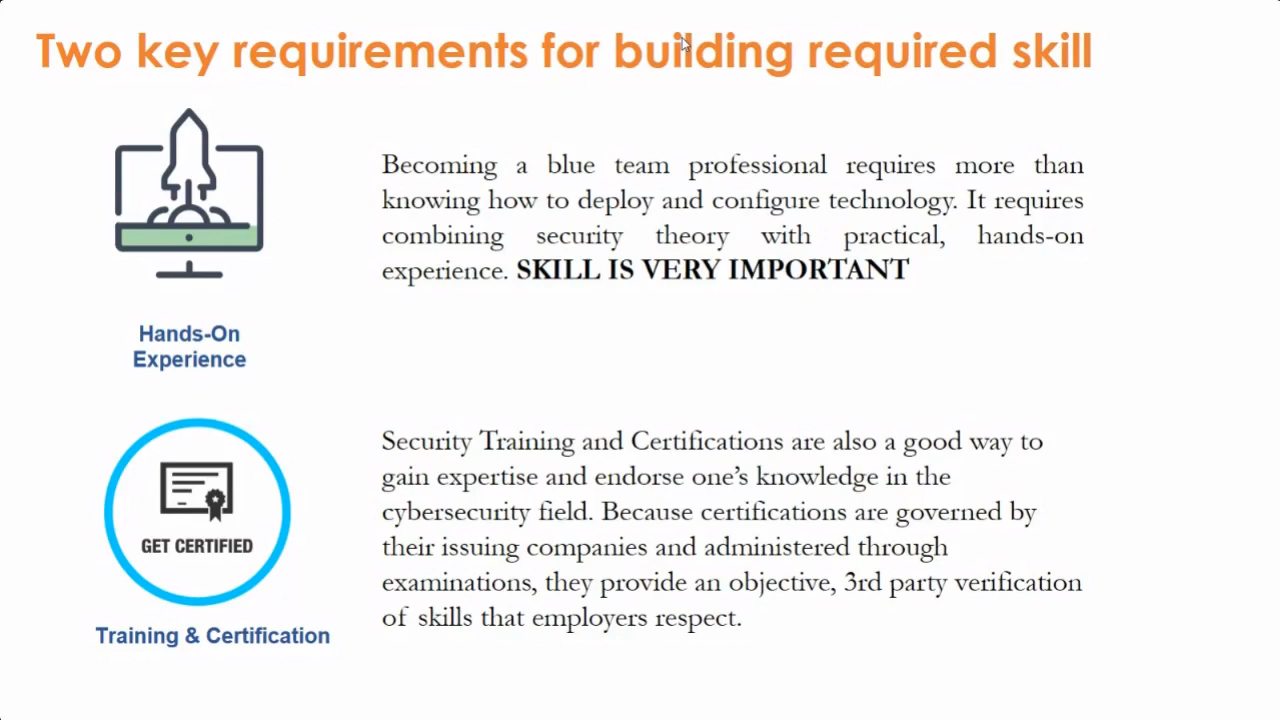 Two key requirements for building required skill
Becoming a blue team professional requires more than
knowing how to deploy and configure technology. It requires
combining security theory with practical, hands-on
experience. SKILL IS VERY IMPORTANT
Hands-On
Experience
Security Training and Certifications are also a good way to
gain expertise and endorse one’s knowledge in the
cybersecurity field. Because certifications are governed by
their issuing companies and administered through
examinations, they provide an objective, 3rd party verification
of skills that employers respect.
GET CERTIFIED
Training & Certification